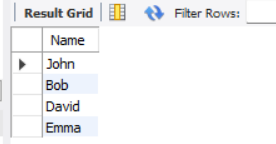 Result Grid Filter Rows:
Name
John
Bob
David
Emma